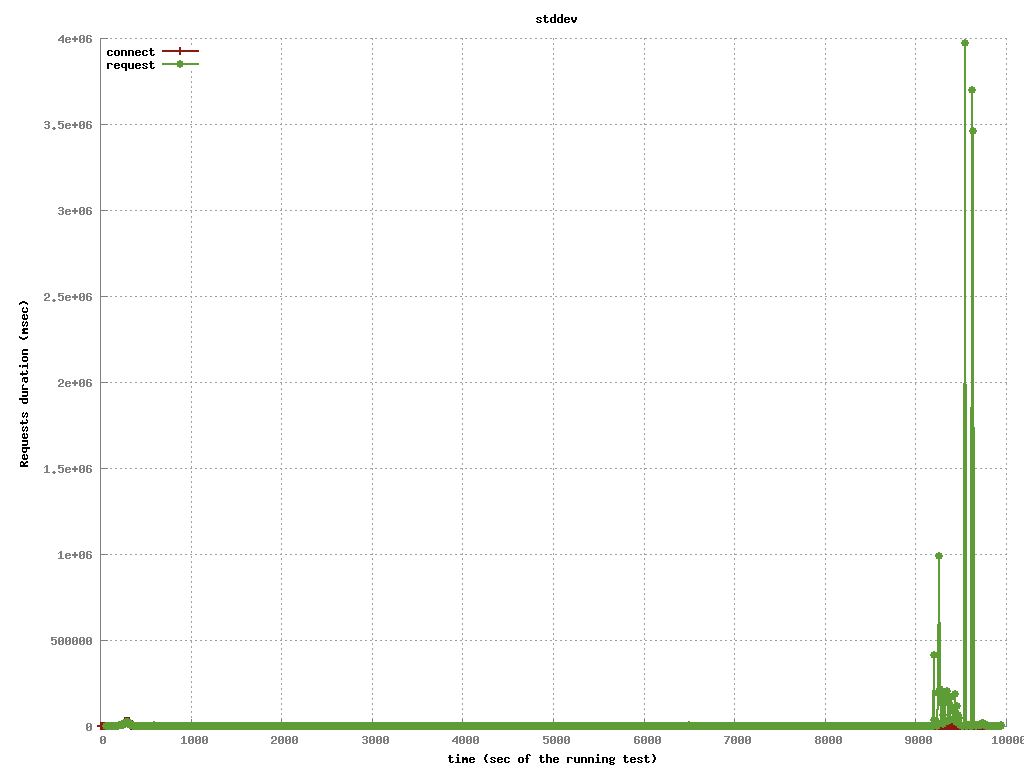 stddev
4e+06
3.5e+06
3e+06
2.5e+06
2e+06
1.5e+06
1e+06
500000
0
connect
request
Requests duration (msec)
0 1000 2000 3000 4000 5000 6000 7000 8000 9000 10000
time (sec of the running test)